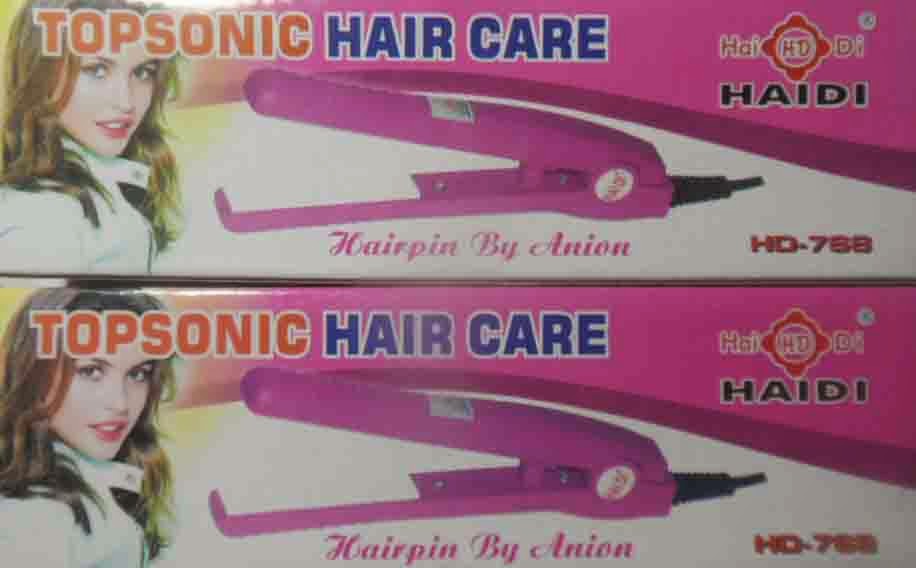 TOPSONIC HAIR CARE
Hai HD Di ®
HAIDI
Hairpin By Anion
HD-768
TOPSONIC HAIR CARE
Hai HD Di ®
HAIDI
Hairpin By Anion
HD-768